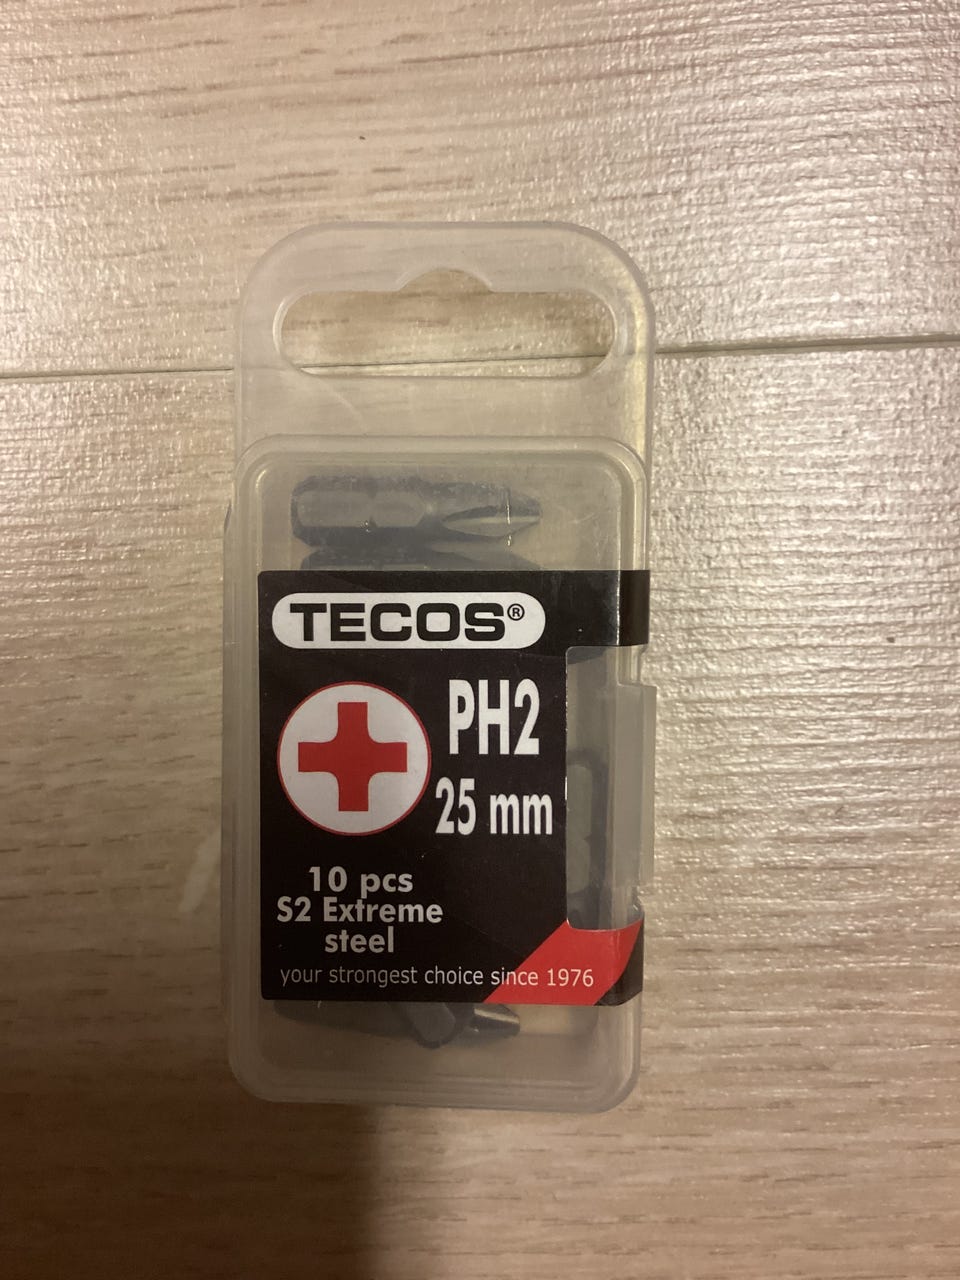 TECOS®
PH2
25 mm
10 pcs
S2 Extreme
steel
your strongest choice since 1976